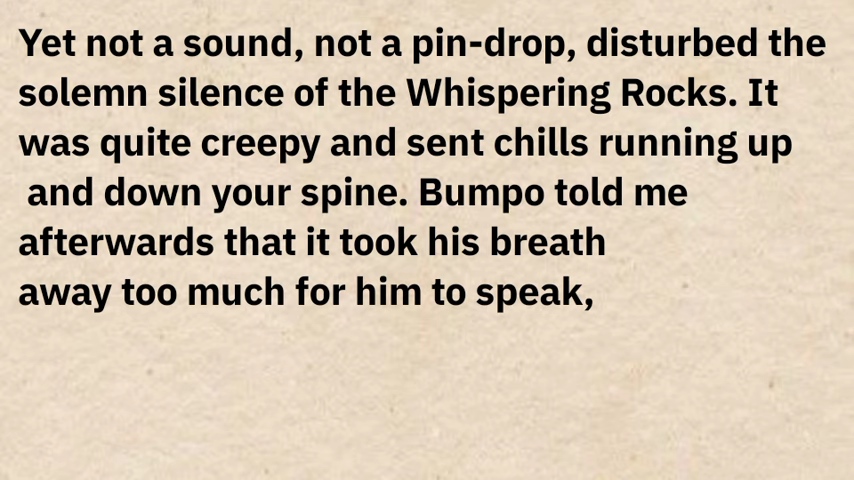 Yet not a sound, not a pin-drop, disturbed the
solemn silence of the Whispering Rocks. It
was quite creepy and sent chills running up
and down your spine. Bumpo told me
afterwards that it took his breath
away too much for him to speak,